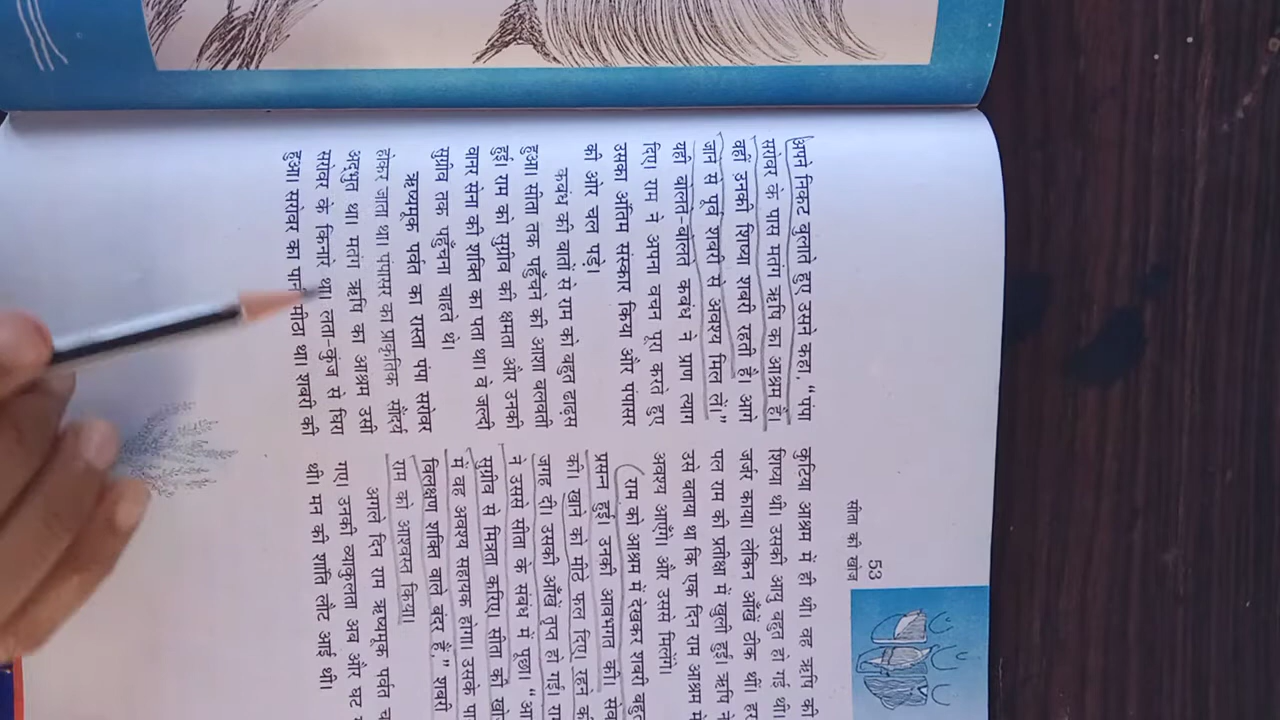 53
सीता की खोज
अपने निकट बुलाते हुए उसने कहा, "पंपा
सरोवर के पास मतंग ऋषि का आश्रम है।
वहीं उनकी शिष्या शबरी रहती है। आगे
जाने से पूर्व शबरी से अवश्य मिल लें।"
यही बोलते-बोलते कबंध ने प्राण त्याग
दिए। राम ने अपना वचन पूरा करते हुए
उसका अंतिम संस्कार किया और पंपासर
की ओर चल पड़े।
कबंध की बातों से राम को बहुत ढाढ़स
हुआ। सीता तक पहुँचने की आशा बलवती
हुई। राम को सुग्रीव की क्षमता और उनकी
वानर सेना की शक्ति का पता था। वे जल्दी
सुग्रीव तक पहुँचना चाहते थे।
ऋष्यमूक पर्वत का रास्ता पंपा सरोवर
होकर जाता था। पंपासर का प्राकृतिक सौंदर्य
अद्भुत था। मतंग ऋषि का आश्रम उसी
सरोवर के किनारे था। लता-कुंज से घिरा
हुआ। सरोवर का मीठा था। शबरी की
कुटिया आश्रम में ही थी। वह ऋषि की
शिष्या थी। उसकी आयु बहुत हो गई थी।
जर्जर काया। लेकिन आँखें ठीक थीं। हर
पल राम की प्रतीक्षा में खुली हुई। ऋषि ने
उसे बताया था कि एक दिन राम आश्रम में
अवश्य आएँगे। और उससे मिलेंगे।
राम को आश्रम में देखकर शबरी बहुत
प्रसन्न हुई। उनकी आवभगत की।
की। खाने को मीठे फल दिए। रहने की
जगह दी। उसकी आँखें तृप्त हो गईं।
ने उससे सीता के संबंध में पूछा।
सुग्रीव से मित्रता करिए। सीता की
में वह अवश्य सहायक होगा। उसके
विलक्षण शक्ति वाले बंदर हैं।" शबरी
राम को आश्वस्त किया।
अगले दिन राम ऋष्यमूक पर्वत
गए। उनकी व्याकुलता अब और घट
थी। मन की शांति लौट आई थी।